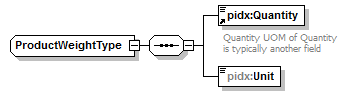 pidx:Quantity
ProductWeightType
Quantity UOM of Quantity
is typically another field
pidx:Unit